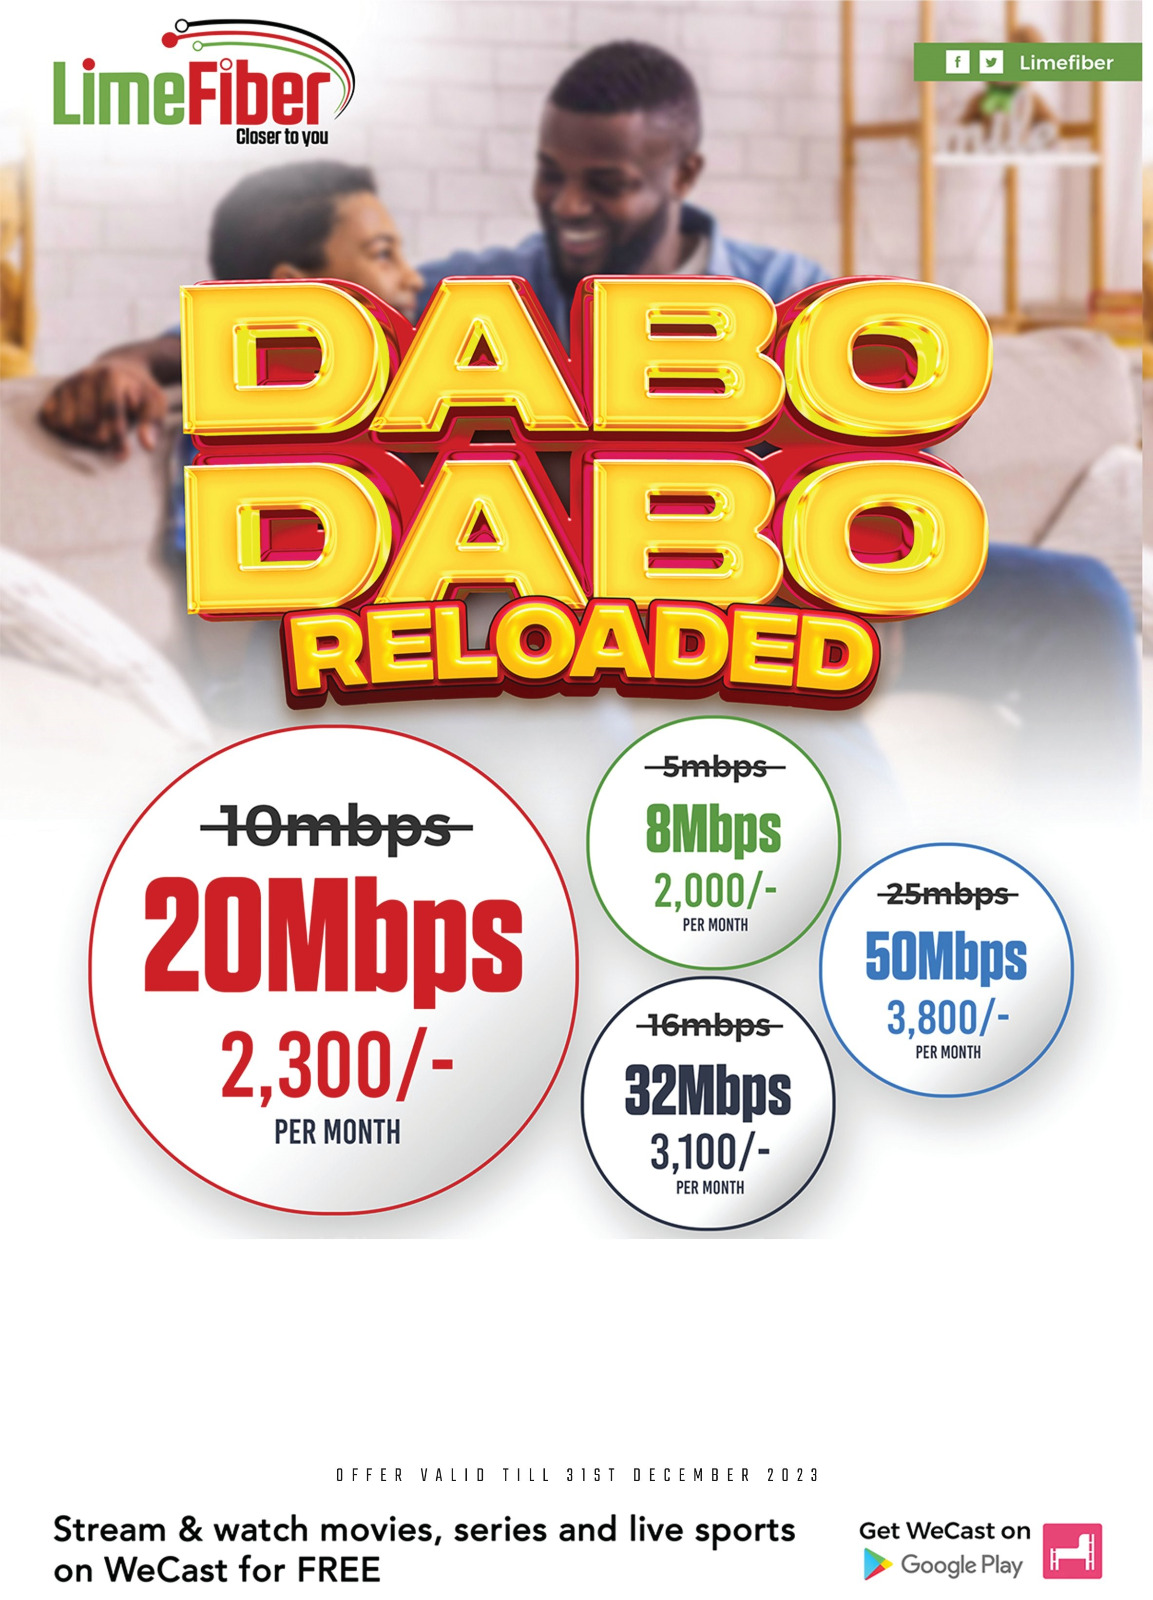 LimeFiber
Closer to you
Limefiber
DABO
DABO
RELOADED
10mbps
20Mbps
2,300/-
PER MONTH
5mbps
8Mbps
2,000/-
PER MONTH
25mbps
50Mbps
3,800/-
PER MONTH
16mbps
32Mbps
3,100/-
PER MONTH
OFFER VALID TILL 31ST DECEMBER 2023
Stream & watch movies, series and live sports
on WeCast for FREE
Get WeCast on
Google Play